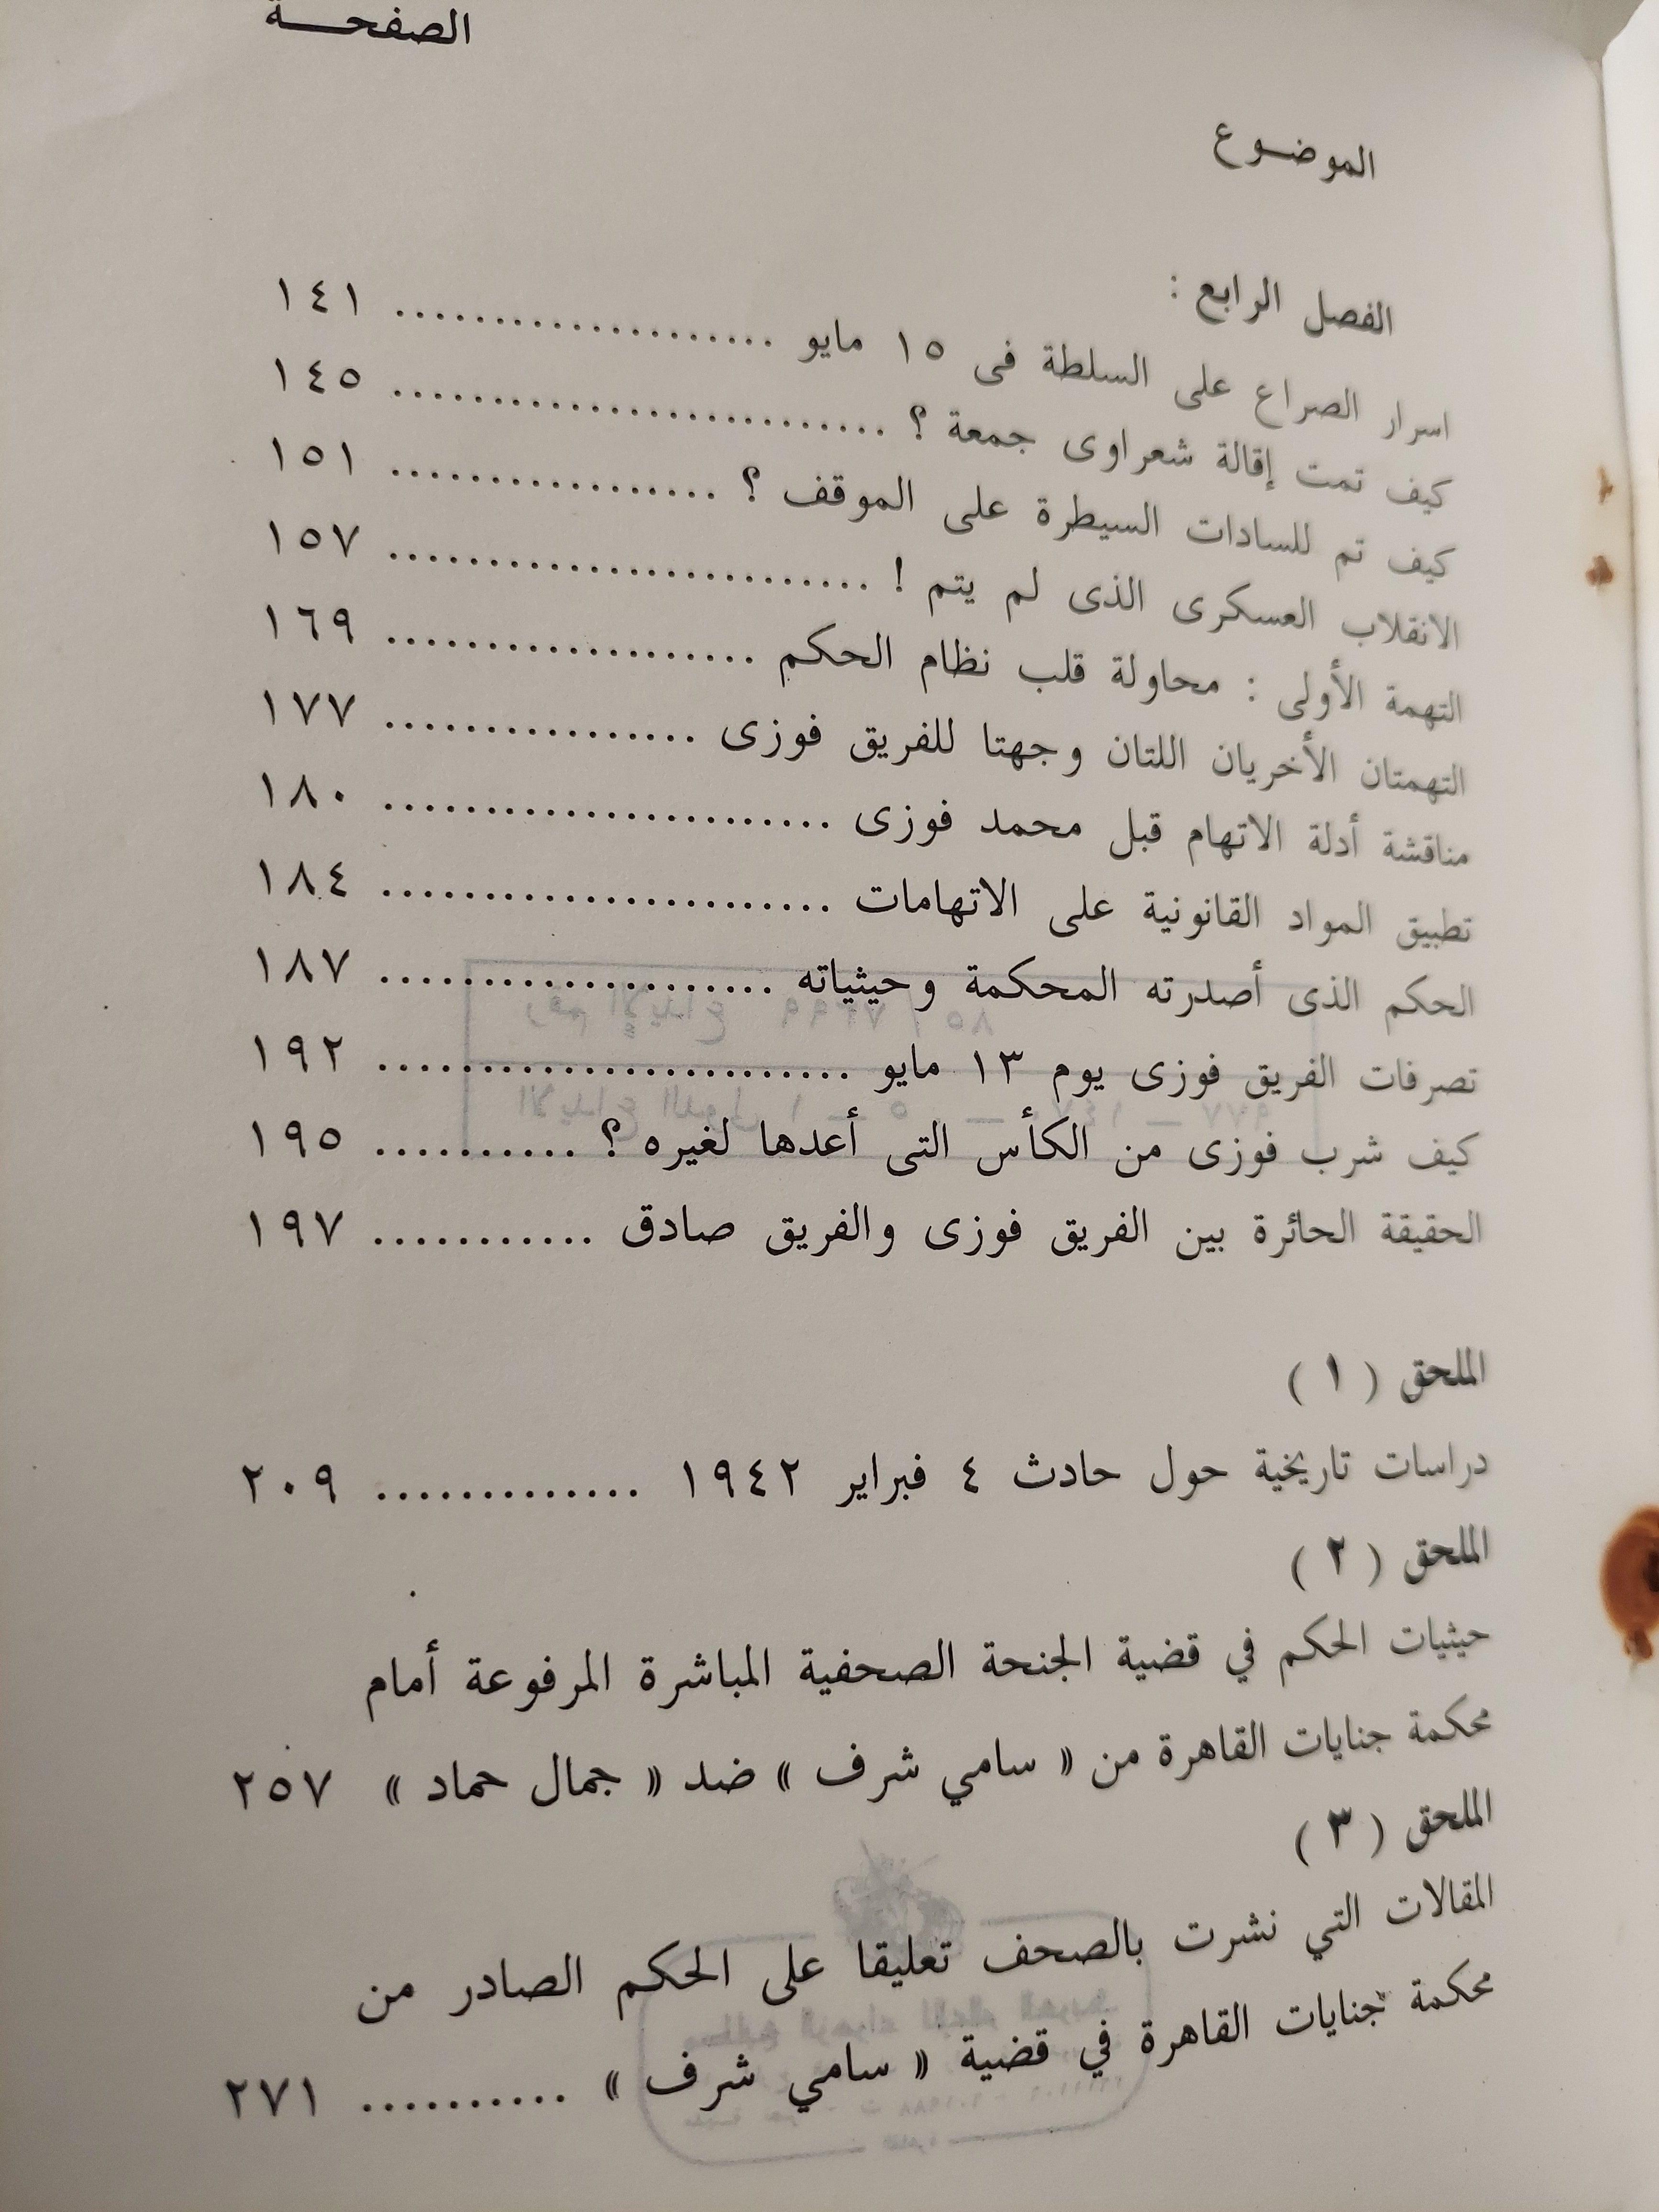 الصفحـــة
الموضــوع
الفصل الرابع :
اسرار الصراع على السلطة فى ١٥ مايو ...................... ١٤١
كيف تمت إقالة شعراوى جمعة ؟ ............................ ١٤٥
كيف تم للسادات السيطرة على الموقف ؟ .................... ١٥١
الانقلاب العسكرى الذى لم يتم ! ............................ ١٥٧
التهمة الأولى : محاولة قلب نظام الحكم ...................... ١٦٩
التهمتان الأخريان اللتان وجهتا للفريق فوزى .................. ١٧٧
مناقشة أدلة الاتهام قبل محمد فوزى .......................... ١٨٠
تطبيق المواد القانونية على الاتهامات .......................... ١٨٤
الحكم الذى أصدرته المحكمة وحيثياته ....................... ١٨٧
تصرفات الفريق فوزى يوم ١٣ مايو ........................... ١٩٢
كيف شرب فوزى من الكأس التى أعدها لغيره ؟ ............ ١٩٥
الحقيقة الحائرة بين الفريق فوزى والفريق صادق ............ ١٩٧
الملحق ( ١ )
دراسات تاريخية حول حادث ٤ فبراير ١٩٤٢ .............. ٢٠٩
الملحق ( ٢ )
حيثيات الحكم في قضية الجنحة الصحفية المباشرة المرفوعة أمام
محكمة جنايات القاهرة من « سامي شرف » ضد « جمال حماد » ٢٥٧
الملحق ( ٣ )
المقالات التي نشرت بالصحف تعليقا على الحكم الصادر من
محكمة جنايات القاهرة في قضية « سامي شرف » .......... ٢٧١